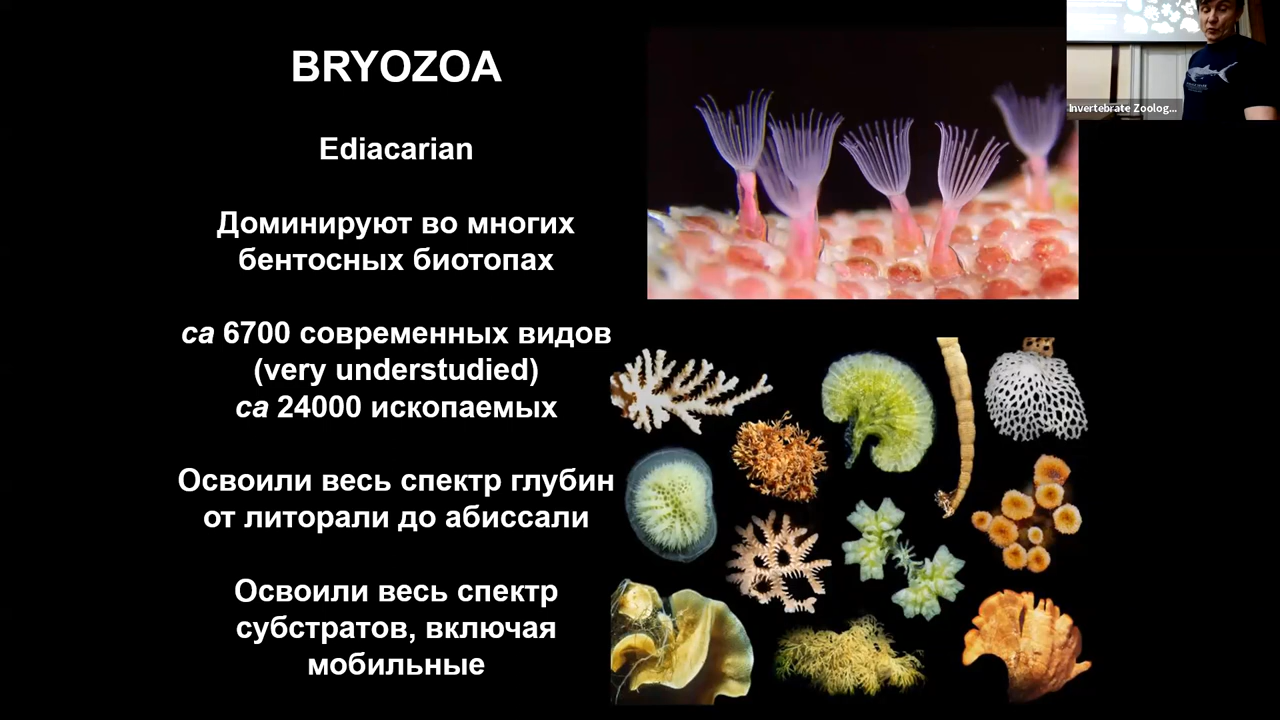 BRYOZOA
Ediacarian
Доминируют во многих
бентосных биотопах
ca 6700 современных видов
(very understudied)
ca 24000 ископаемых
Освоили весь спектр глубин
от литорали до абиссали
Освоили весь спектр
субстратов, включая
мобильные
Invertebrate Zoolog...